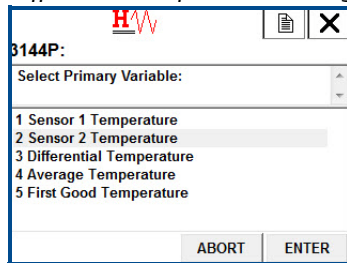 H
3144P:
Select Primary Variable:
1 Sensor 1 Temperature
2 Sensor 2 Temperature
3 Differential Temperature
4 Average Temperature
5 First Good Temperature
ABORT ENTER